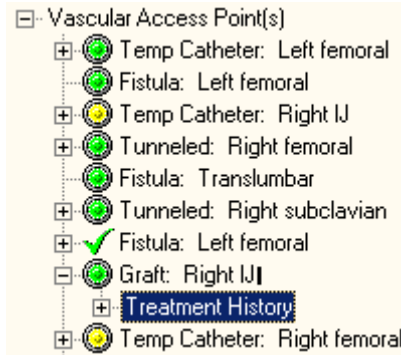 Vascular Access Point(s)
Temp Catheter: Left femoral
Fistula: Left femoral
Temp Catheter: Right IJ
Tunneled: Right femoral
Fistula: Translumbar
Tunneled: Right subclavian
Fistula: Left femoral
Graft: Right IJ
Treatment History
Temp Catheter: Right femoral